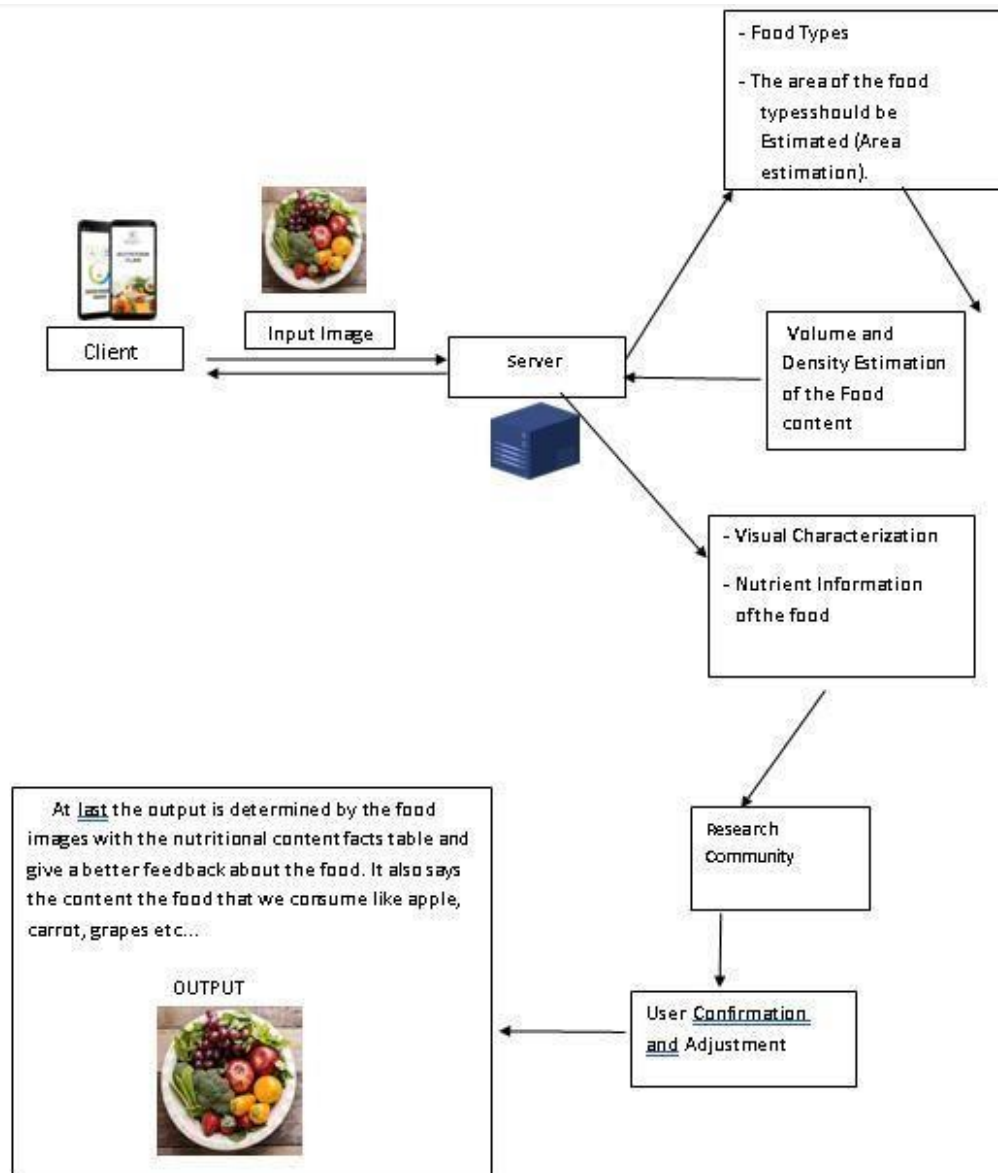 - Food Types
- The area of the food
typesshould be
Estimated (Area
estimation).
Client
Input Image
Server
Volume and
Density Estimation
of the Food
content
- Visual Characterization
- Nutrient Information
of the food
Research
Community
User Confirmation
and Adjustment
At last the output is determined by the food
images with the nutritional content facts table and
give a better feedback about the food. It also says
the content the food that we consume like apple,
carrot, grapes etc...
OUTPUT